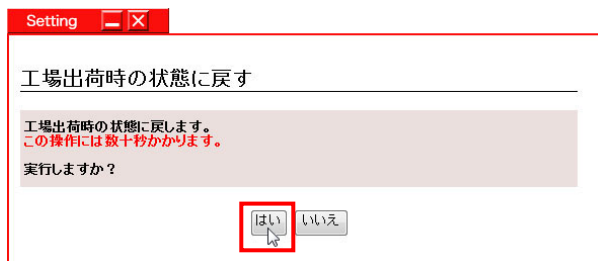 Setting
工場出荷時の状態に戻す
工場出荷時の状態に戻します。
この操作には数十秒かかります。
実行しますか？
はい いいえ